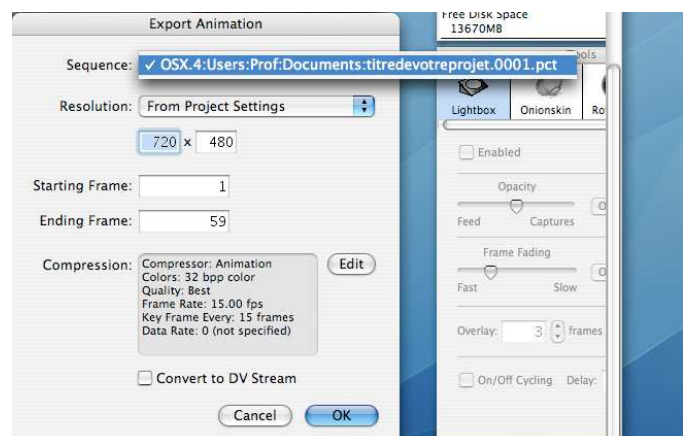 Export Animation
Sequence:
✓ OSX.4:Users:Prof:Documents:titredevotreprojet.0001.pct
Resolution: From Project Settings
720 x 480
Starting Frame: 1
Ending Frame: 59
Compression:
Compressor: Animation
Colors: 32 bpp color
Quality: Best
Frame Rate: 15.00 fps
Key Frame Every: 15 frames
Data Rate: 0 (not specified)
Edit
Convert to DV Stream
Cancel OK
Free Disk Space
13670MB
Lightbox Onionskin
Enabled
Opacity
Feed Captures
Frame Fading
Fast Slow
Overlay: 3 frames
On/Off Cycling Delay: